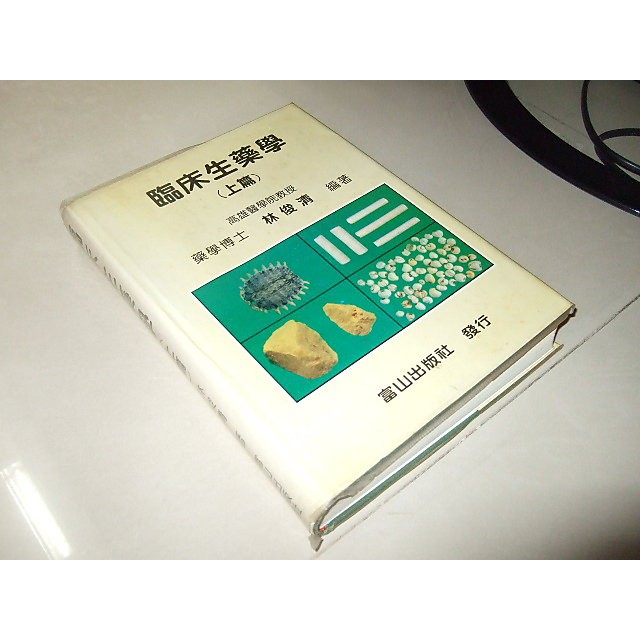 臨床生藥學
(上篇)
高雄醫學院教授
藥學博士 林俊清 編著
富山出版社 發行